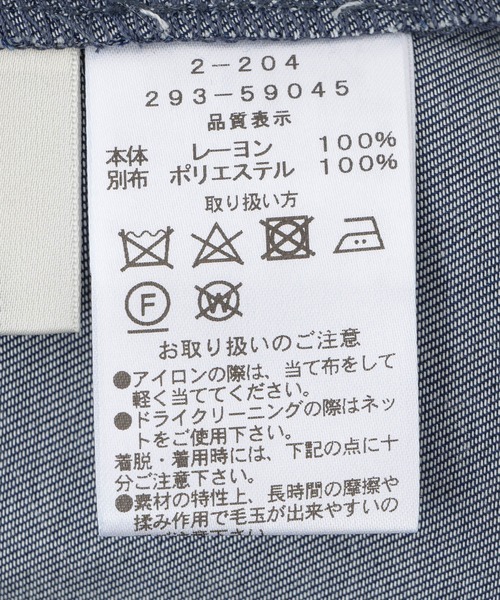 2-204
293-59045
品質表示
本体 レーヨン 100%
別布 ポリエステル 100%
取り扱い方
F W
お取り扱いのご注意
●アイロンの際は、当て布をして
軽く当ててください。
●ドライクリーニングの際はネッ
トをご使用下さい。
着脱・着用時には、下記の点に十
分ご注意下さい。
●素材の特性上、長時間の摩擦や
揉み作用で毛玉が出来やすいの